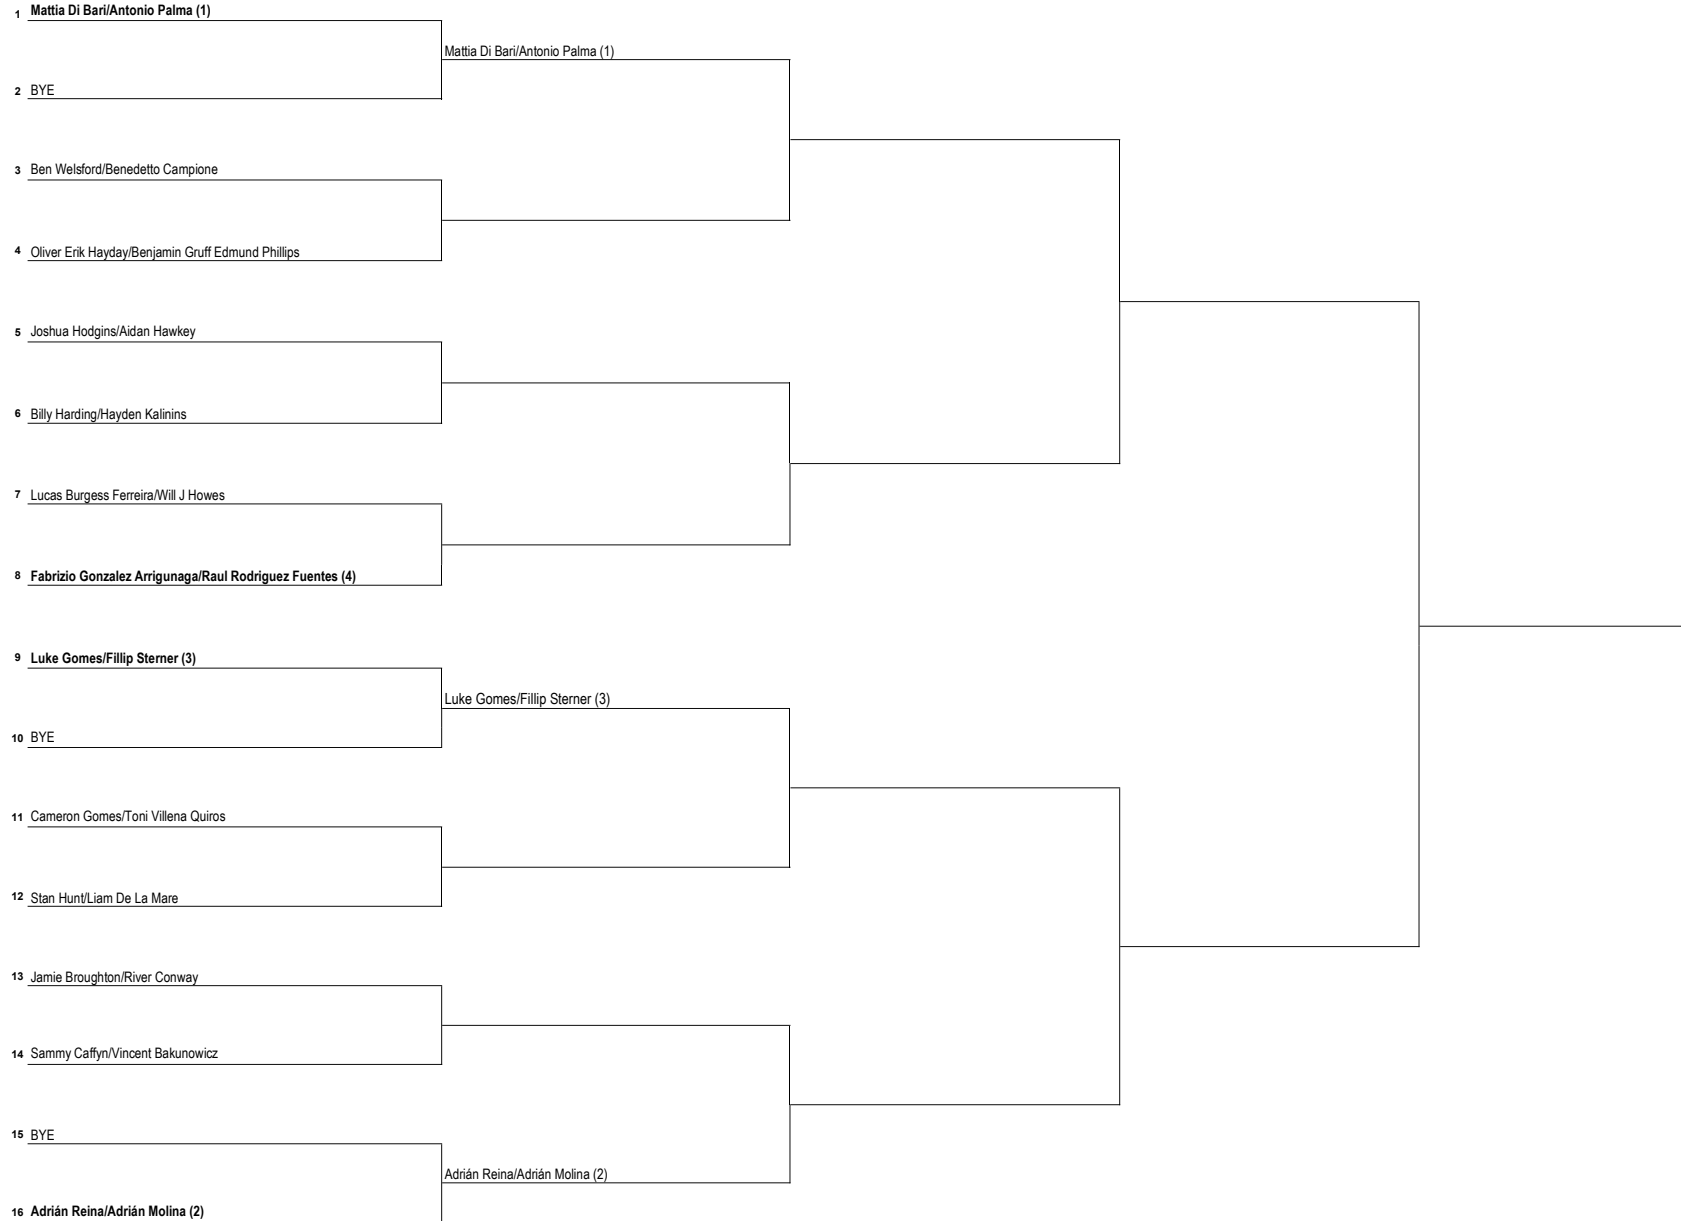 1 Mattia Di Bari/Antonio Palma (1)
Mattia Di Bari/Antonio Palma (1)
2 BYE
3 Ben Welsford/Benedetto Campione
4 Oliver Erik Hayday/Benjamin Gruff Edmund Phillips
5 Joshua Hodgins/Aidan Hawkey
6 Billy Harding/Hayden Kalinins
7 Lucas Burgess Ferreira/Will J Howes
8 Fabrizio Gonzalez Arrigunaga/Raul Rodriguez Fuentes (4)
9 Luke Gomes/Fillip Sterner (3)
Luke Gomes/Fillip Sterner (3)
10 BYE
11 Cameron Gomes/Toni Villena Quiros
12 Stan Hunt/Liam De La Mare
13 Jamie Broughton/River Conway
14 Sammy Caffyn/Vincent Bakunowicz
15 BYE
Adrián Reina/Adrián Molina (2)
16 Adrián Reina/Adrián Molina (2)